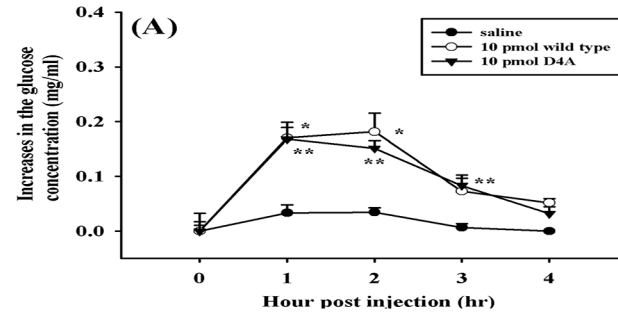 (A)
saline
10 pmol wild type
10 pmol D4A
Increases in the glucose
concentration (mg/ml)
0.4
0.3
0.2
0.1
0.0
*
*
**
**
**
0 1 2 3 4
Hour post injection (hr)